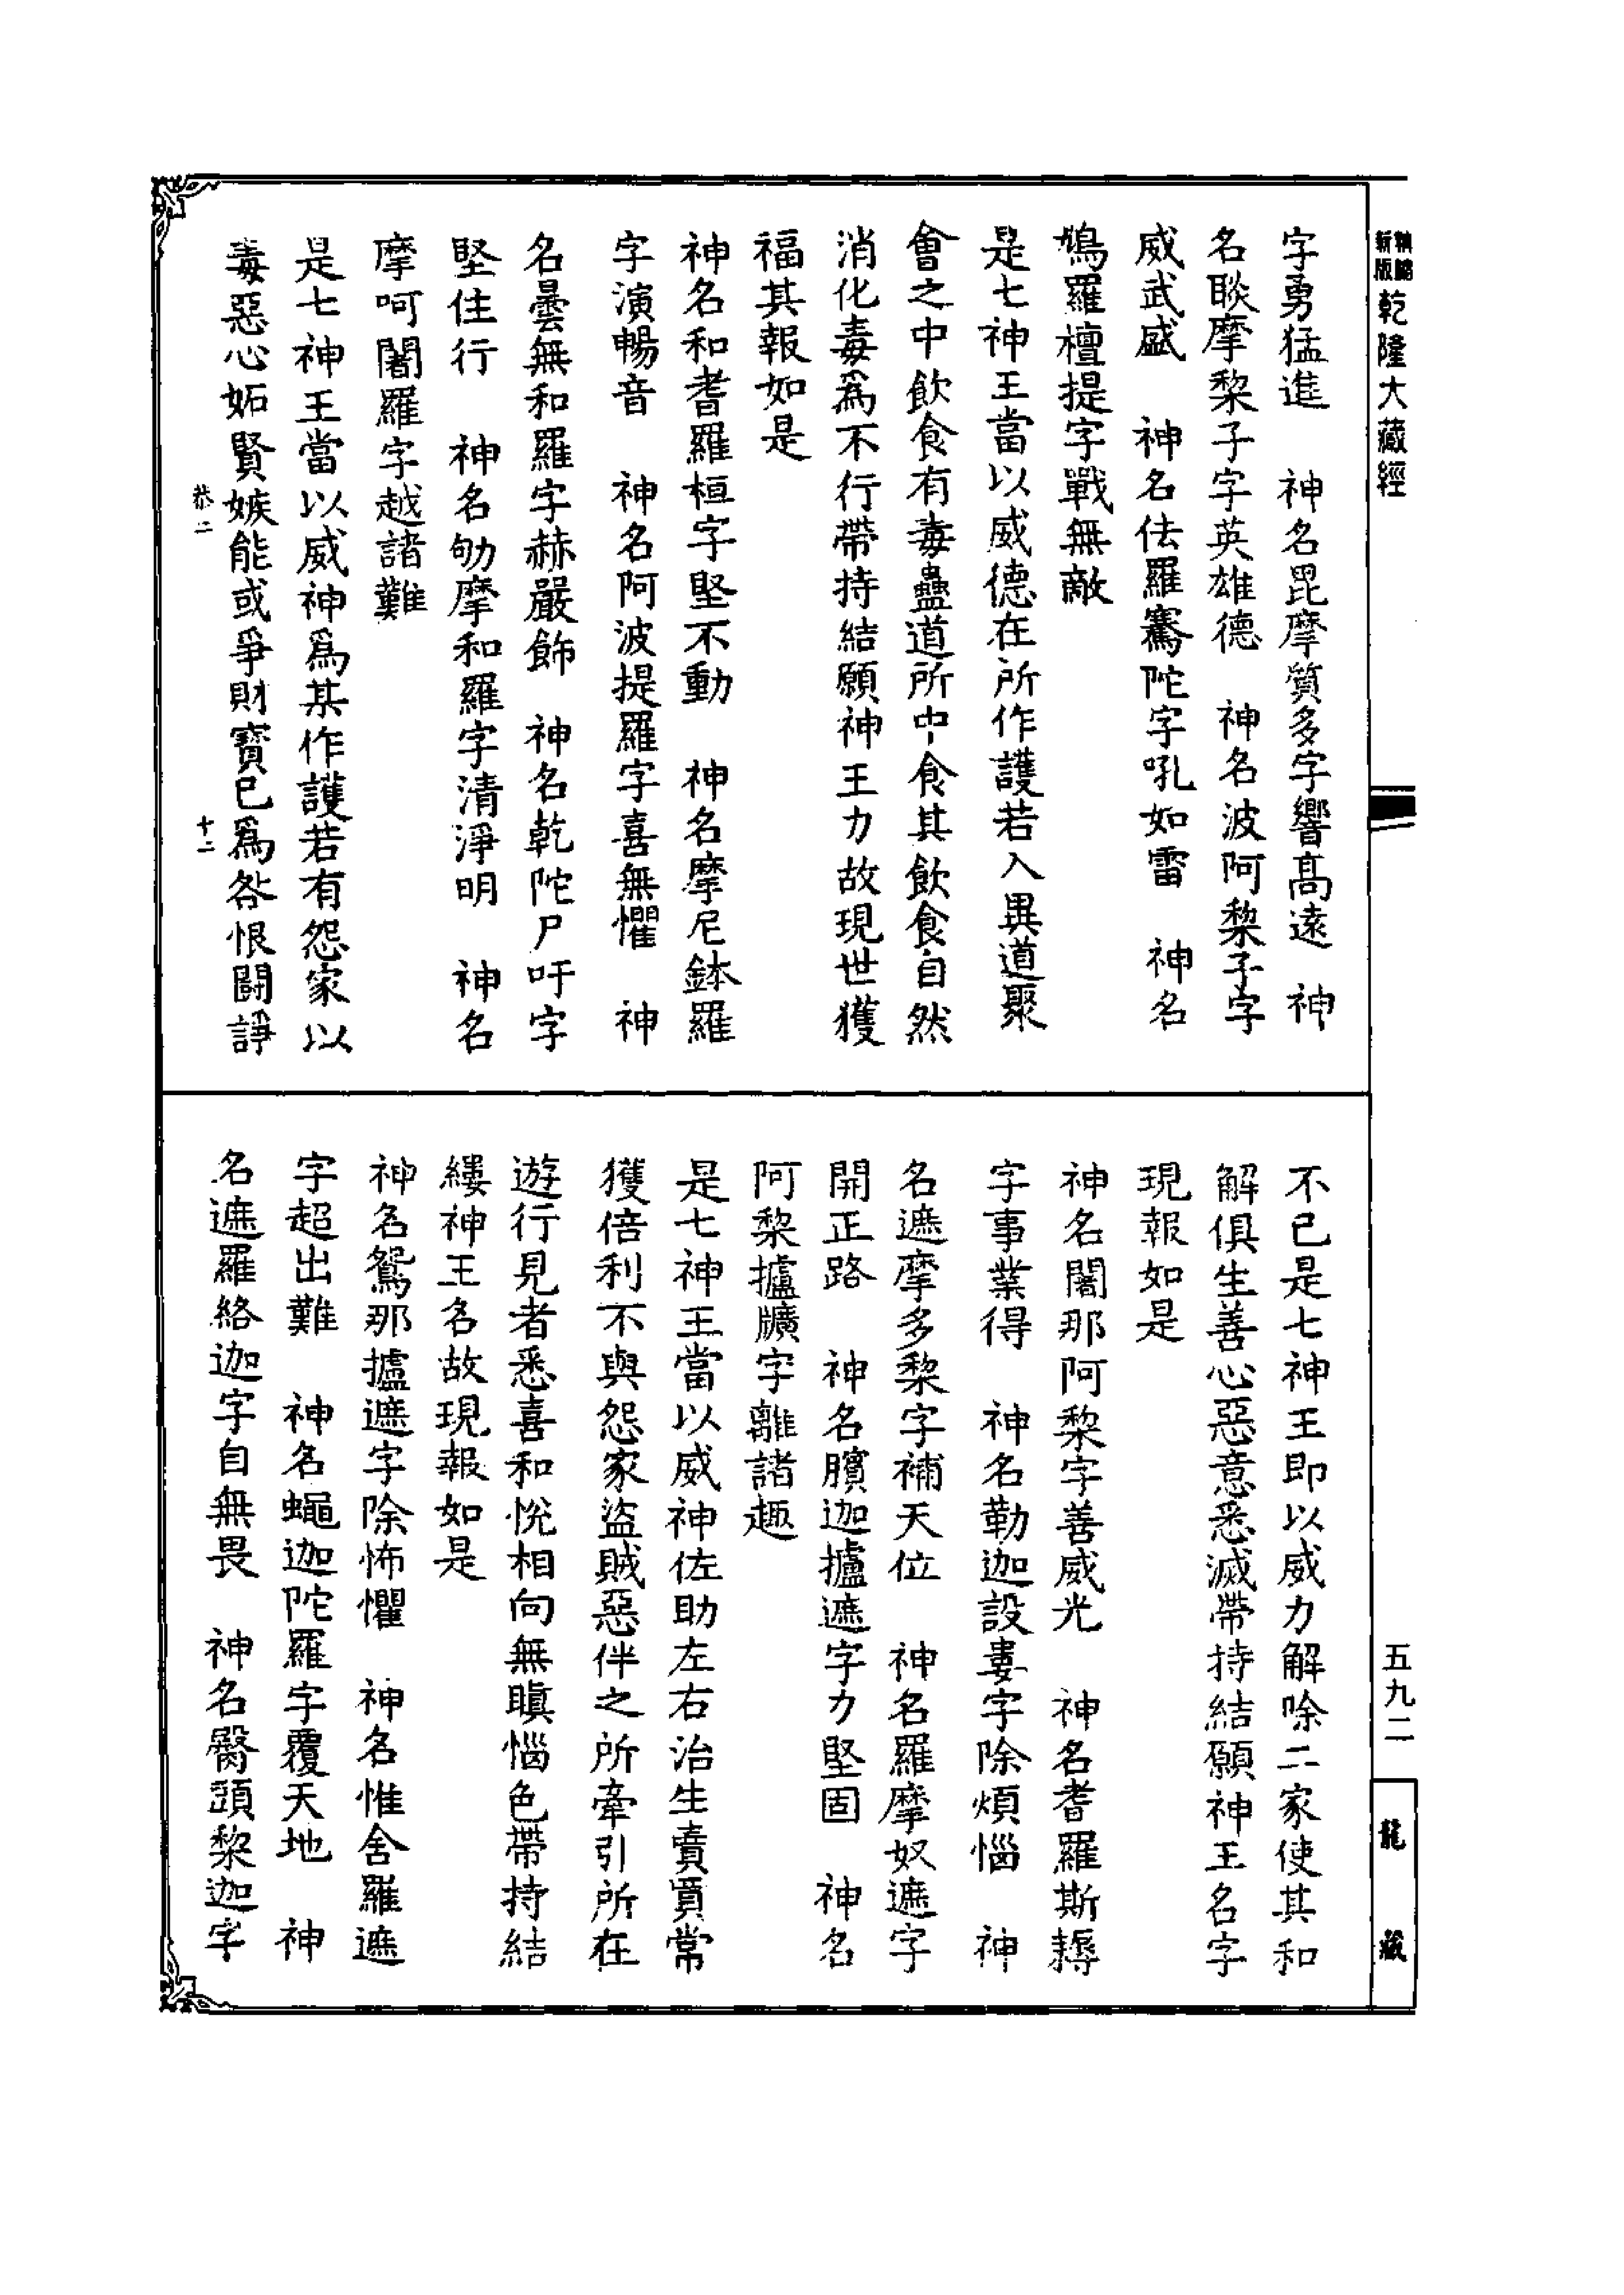 新版
乾隆大藏經
字勇猛進　神名毘摩質多字響高遠　神
名睒摩黎子字英雄德　神名波阿黎子字
威武盛　神名佉羅騫陀字吼如雷　神名
鳩羅檀提字戰無敵
是七神王當以威德在所作護若入異道聚
會之中飲食有毒蠱道所中食其飲食自然
消化毒爲不行帶持結願神王力故現世獲
福其報如是
神名和耆羅桓字堅不動　神名摩尼鉢羅
字演暢音　神名阿波提羅字喜無懼　神
名曇無和羅字赫嚴飾　神名乾陀尸吁字
堅住行　神名劬摩和羅字清淨明　神名
摩呵闍羅字越諸難
是七神王當以威神爲某作護若有怨家以
毒惡心妬賢嫉能或爭財寶已爲咎恨鬪諍
恭二　十二
不已是七神王即以威力解除二家使其和
解俱生善心惡意悉滅帶持結願神王名字
現報如是
神名闍那阿黎字善威光　神名耆羅斯耨
字事業得　神名勒迦設婁字除煩惱　神
名遮摩多黎字補天位　神名羅摩奴遮字
開正路　神名臏迦攎遮字力堅固　神名
阿黎攎字離諸趣
是七神王當以威神佐助左右治生賣買常
獲倍利不與怨家盜賊惡伴之所牽引所在
遊行見者悉喜和悅相向無瞋惱色帶持結
縷神王名故現報如是
神名鴛那攎遮字除怖懼　神名惟舍羅遮
字超出難　神名蠅迦陀羅字覆天地　神
名遮羅絡迦字自無畏　神名臋頭黎迦字
五九二
龍藏